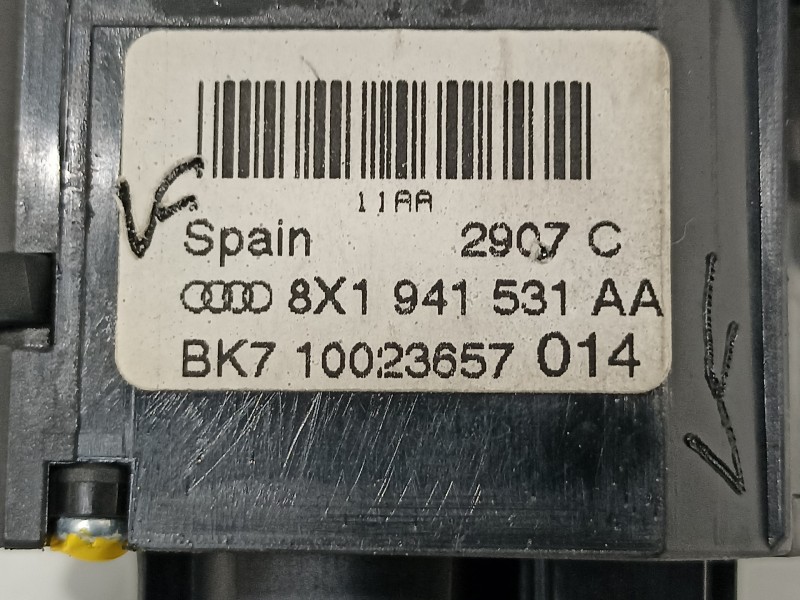 11AA
Spain 2907 C
8X1 941 531 AA
BK7 10023657 014